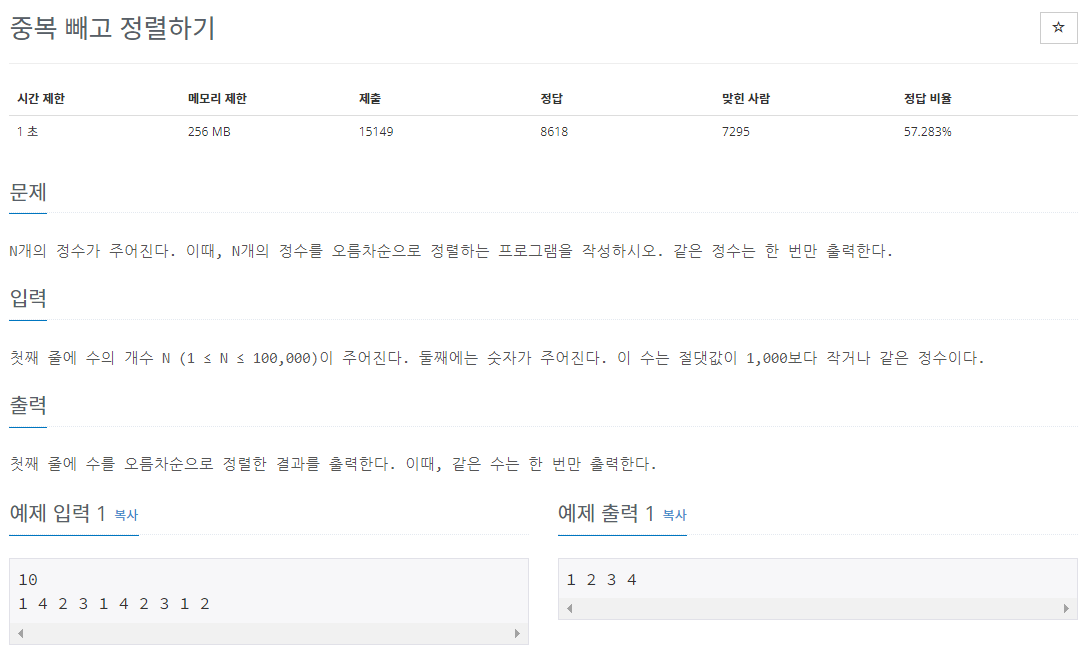 중복 빼고 정렬하기
☆
시간 제한 메모리 제한 제출 정답 맞힌 사람 정답 비율
1 초 256 MB 15149 8618 7295 57.283%
문제
N개의 정수가 주어진다. 이때, N개의 정수를 오름차순으로 정렬하는 프로그램을 작성하시오. 같은 정수는 한 번만 출력한다.
입력
첫째 줄에 수의 개수 N (1 ≤ N ≤ 100,000)이 주어진다. 둘째에는 숫자가 주어진다. 이 수는 절댓값이 1,000보다 작거나 같은 정수이다.
출력
첫째 줄에 수를 오름차순으로 정렬한 결과를 출력한다. 이때, 같은 수는 한 번만 출력한다.
예제 입력 1 복사
10
1 4 2 3 1 4 2 3 1 2
예제 출력 1 복사
1 2 3 4